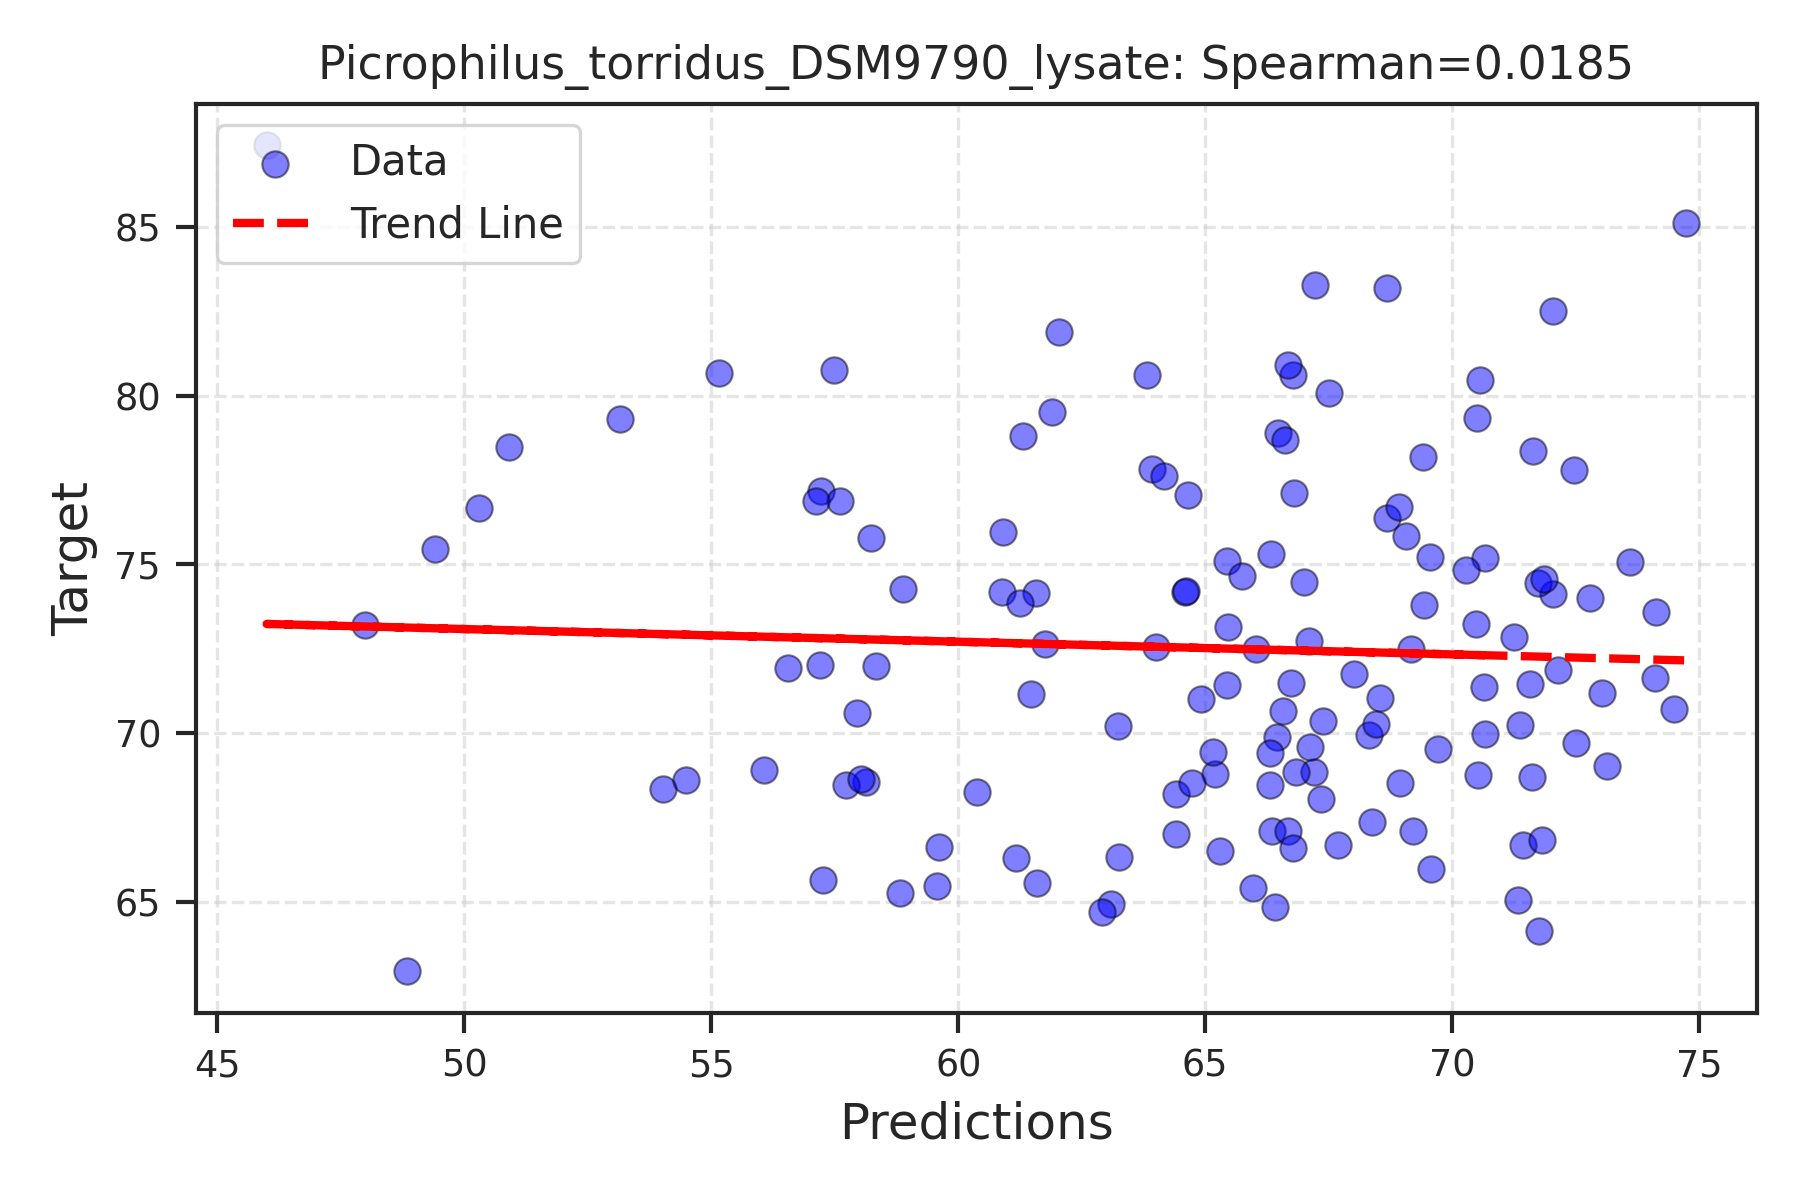 Picrophilus_torridus_DSM9790_lysate: Spearman=0.0185
Data
Trend Line
Target
85
80
75
70
65
45 50 55 60 65 70 75
Predictions